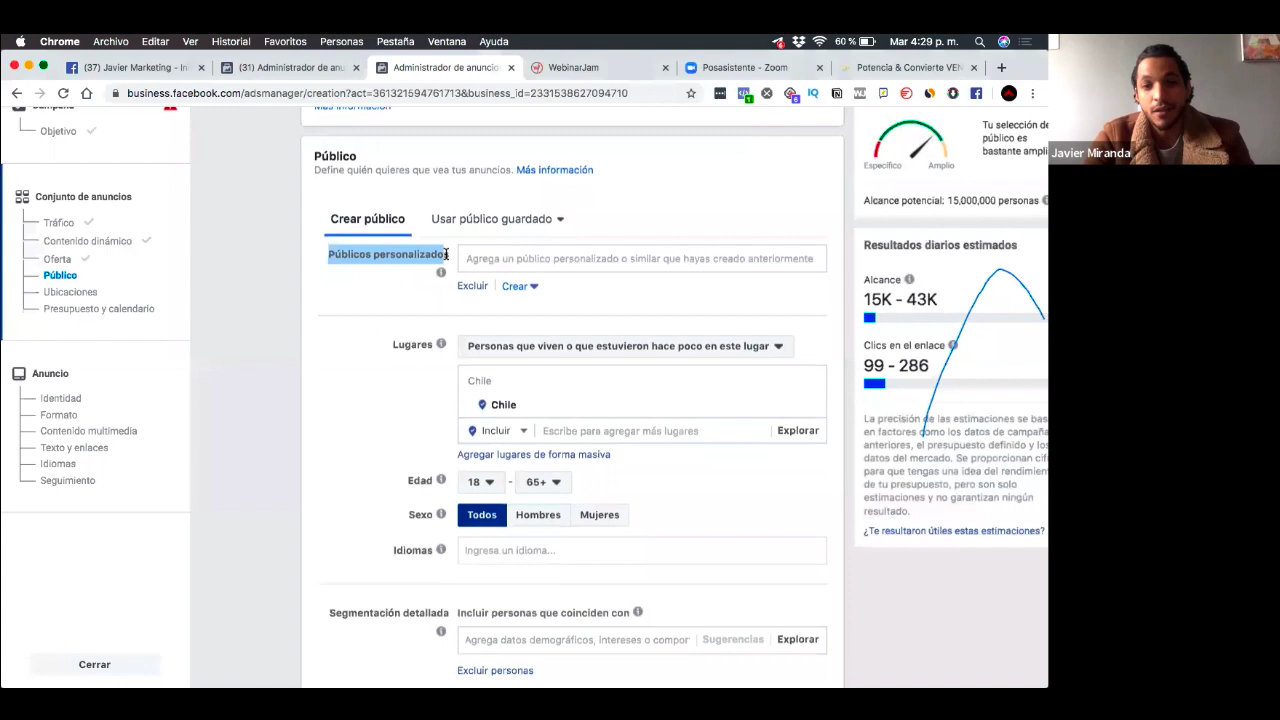 Chrome Archivo Editar Ver Historial Favoritos Personas Pestaña Ventana Ayuda 60 % Mar 4:29 p. m.
(37) Javier Marketing - In (31) Administrador de anuncio Administrador de anuncio WebinarJam Posasistente - Zoom Potencia & Convierte VEN
business.facebook.com/adsmanager/creation?act=361321594761713&business_id=2331538627094710
Campaña
Objetivo
Conjunto de anuncios
Tráfico
Contenido dinámico
Oferta
Público
Ubicaciones
Presupuesto y calendario
Anuncio
Identidad
Formato
Contenido multimedia
Texto y enlaces
Idiomas
Seguimiento
Cerrar
Más información
Público
Define quién quieres que vea tus anuncios. Más información
Crear público Usar público guardado
Públicos personalizado
Agrega un público personalizado o similar que hayas creado anteriormente
Excluir Crear
Lugares Personas que viven o que estuvieron hace poco en este lugar
Chile
Chile
Incluir Escribe para agregar más lugares Explorar
Agregar lugares de forma masiva
Edad 18 - 65+
Sexo Todos Hombres Mujeres
Idiomas Ingresa un idioma...
Segmentación detallada Incluir personas que coinciden con
Agrega datos demográficos, intereses o compor Sugerencias Explorar
Excluir personas
Específico Amplio
Tu selección de
público es
bastante ampli
Alcance potencial: 15,000,000 personas
Resultados diarios estimados
Alcance
15K - 43K
Clics en el enlace
99 - 286
La precisión de las estimaciones se bas
en factores como los datos de campaña
anteriores, el presupuesto definido y los
datos del mercado. Se proporcionan cif
para que tengas una idea del rendimien
de tu presupuesto, pero son solo
estimaciones y no garantizan ningún
resultado.
¿Te resultaron útiles estas estimaciones?
Javier Miranda